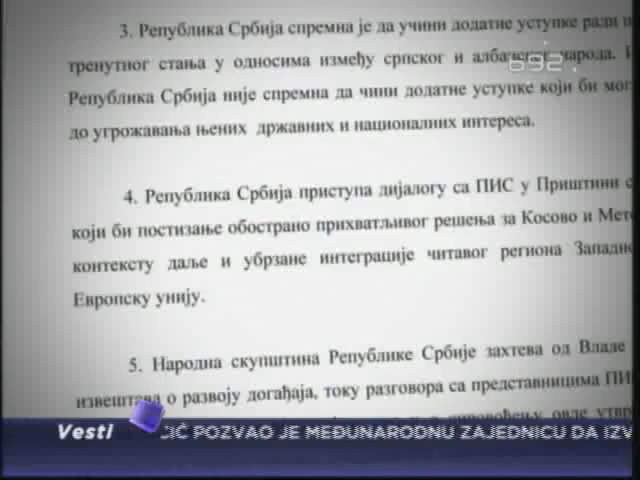 3. Република Србија спремна је да учини додатне уступке ради
тренутног стања у односима између српског и албанског народа.
Република Србија није спремна да чини додатне уступке који би мог
до угрожавања њених државних и националних интереса.
4. Република Србија приступа дијалогу са ПИС у Приштини
који би постизање обострано прихватљивог решења за Косово и Мет
контексту даље и убрзане интеграције читавог региона Западн
Европску унију.
5. Народна скупштина Републике Србије захтева од Владе
извештаја о развоју догађаја, току разговора са представницима ПИ
B92
Vesti
ČIĆ POZVAO JE MEĐUNARODNU ZAJEDNICU DA IZV